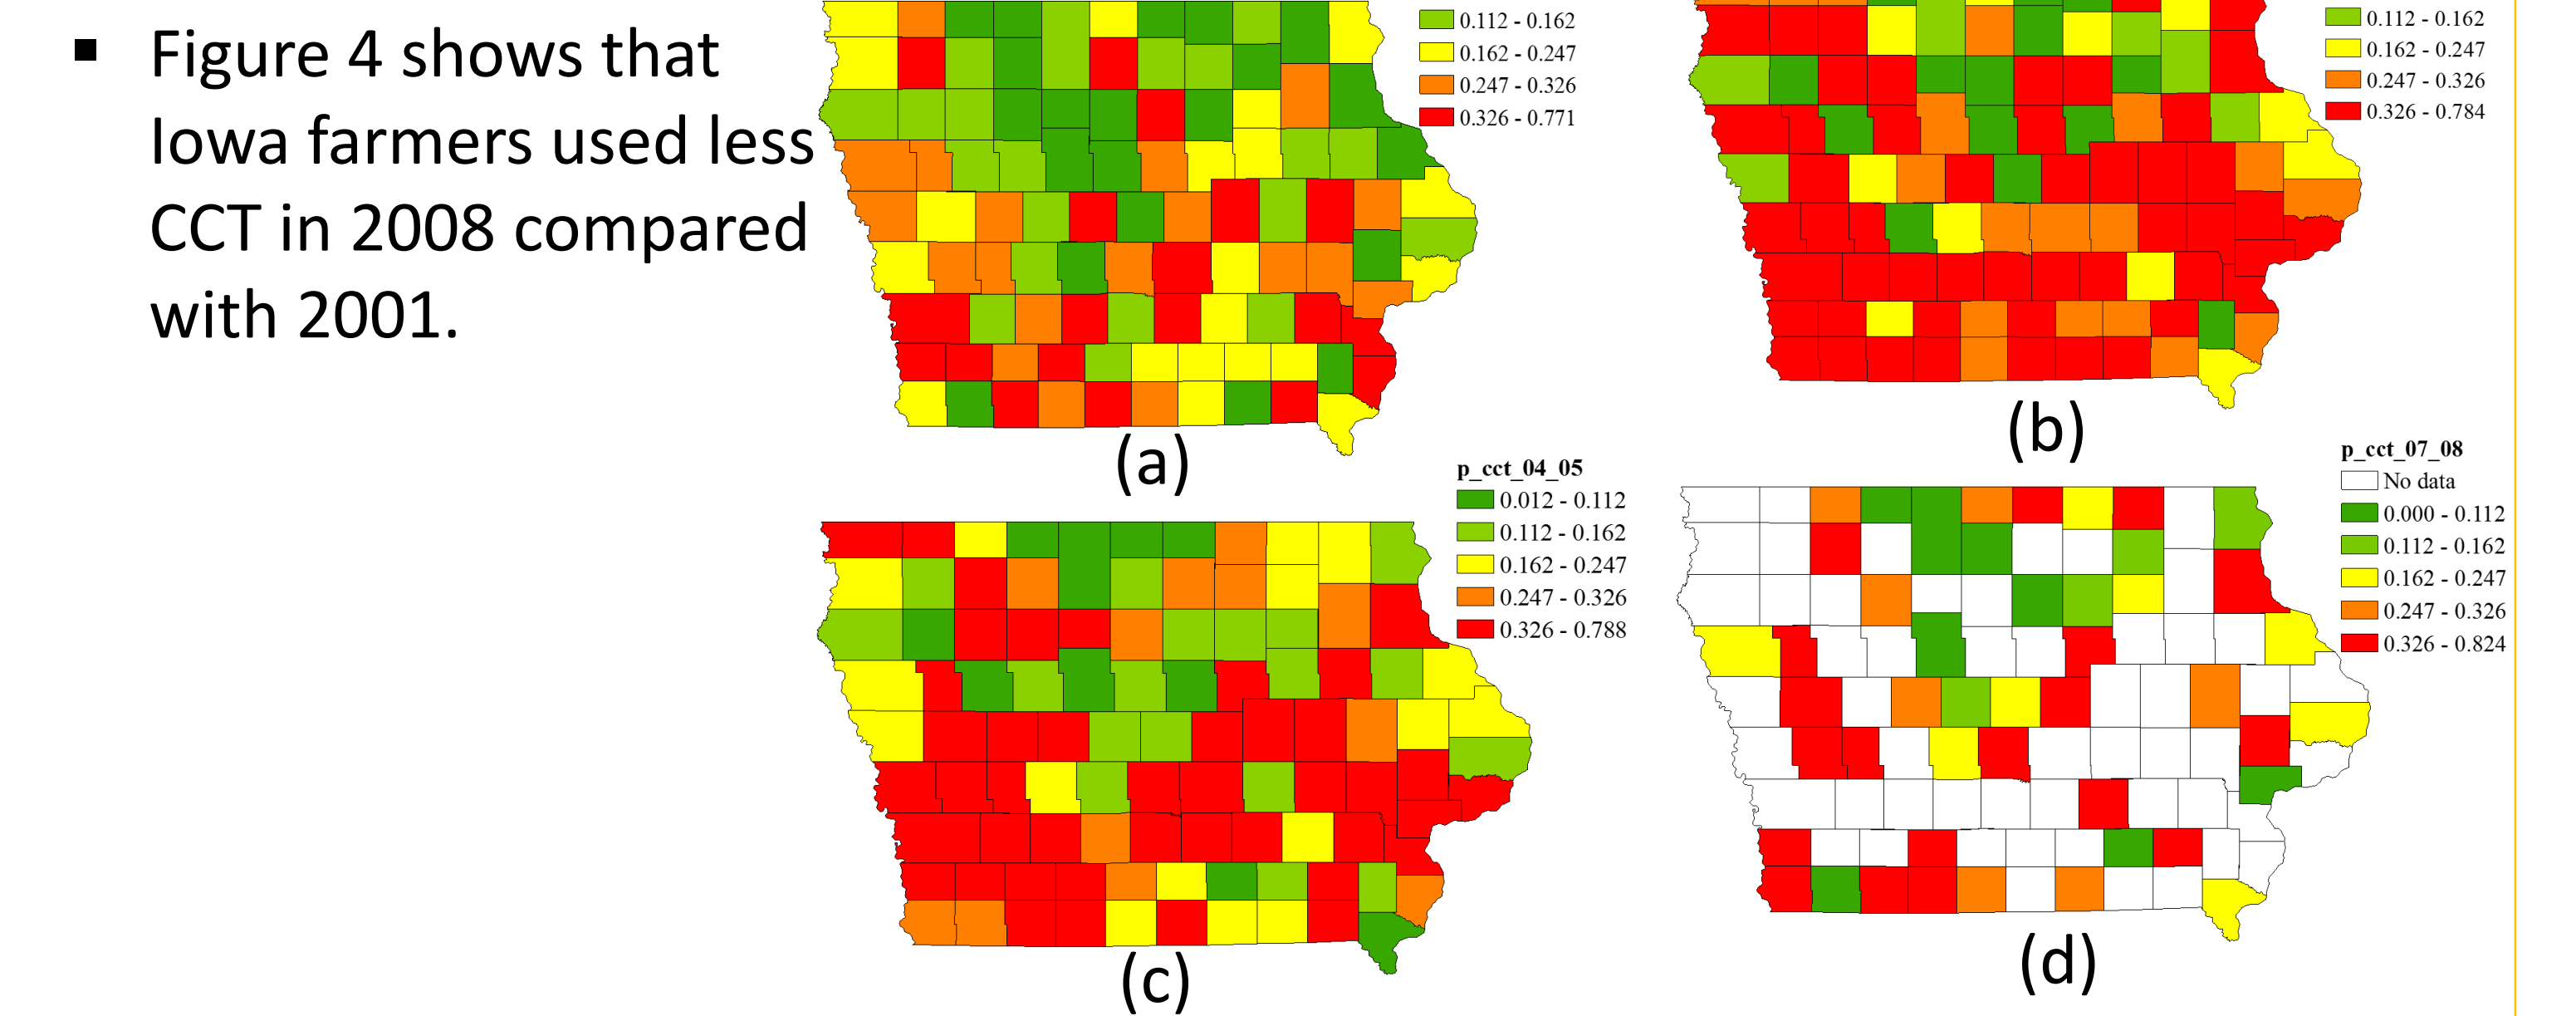 ▪ Figure 4 shows that
Iowa farmers used less
CCT in 2008 compared
with 2001.
0.112 - 0.162
0.162 - 0.247
0.247 - 0.326
0.326 - 0.771
(a)
0.112 - 0.162
0.162 - 0.247
0.247 - 0.326
0.326 - 0.784
(b)
p_cct_04_05
0.012 - 0.112
0.112 - 0.162
0.162 - 0.247
0.247 - 0.326
0.326 - 0.788
(c)
p_cct_07_08
No data
0.000 - 0.112
0.112 - 0.162
0.162 - 0.247
0.247 - 0.326
0.326 - 0.824
(d)